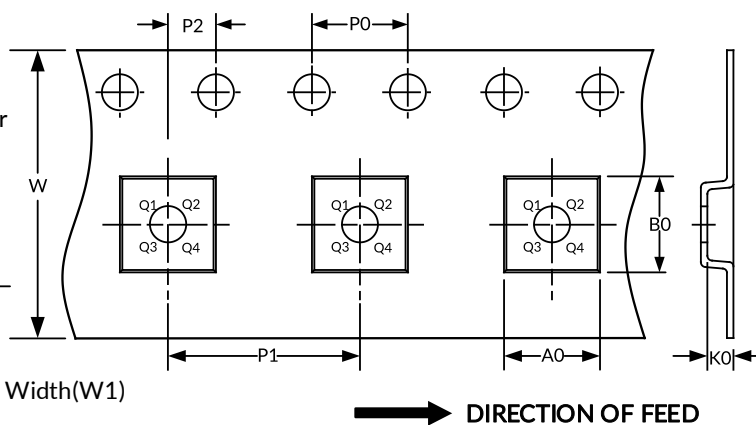 P2
P0
r
W
Q1 Q2
Q3 Q4
Q1 Q2
Q3 Q4
Q1 Q2
Q3 Q4
B0
P1
A0
K0
Width(W1)
DIRECTION OF FEED